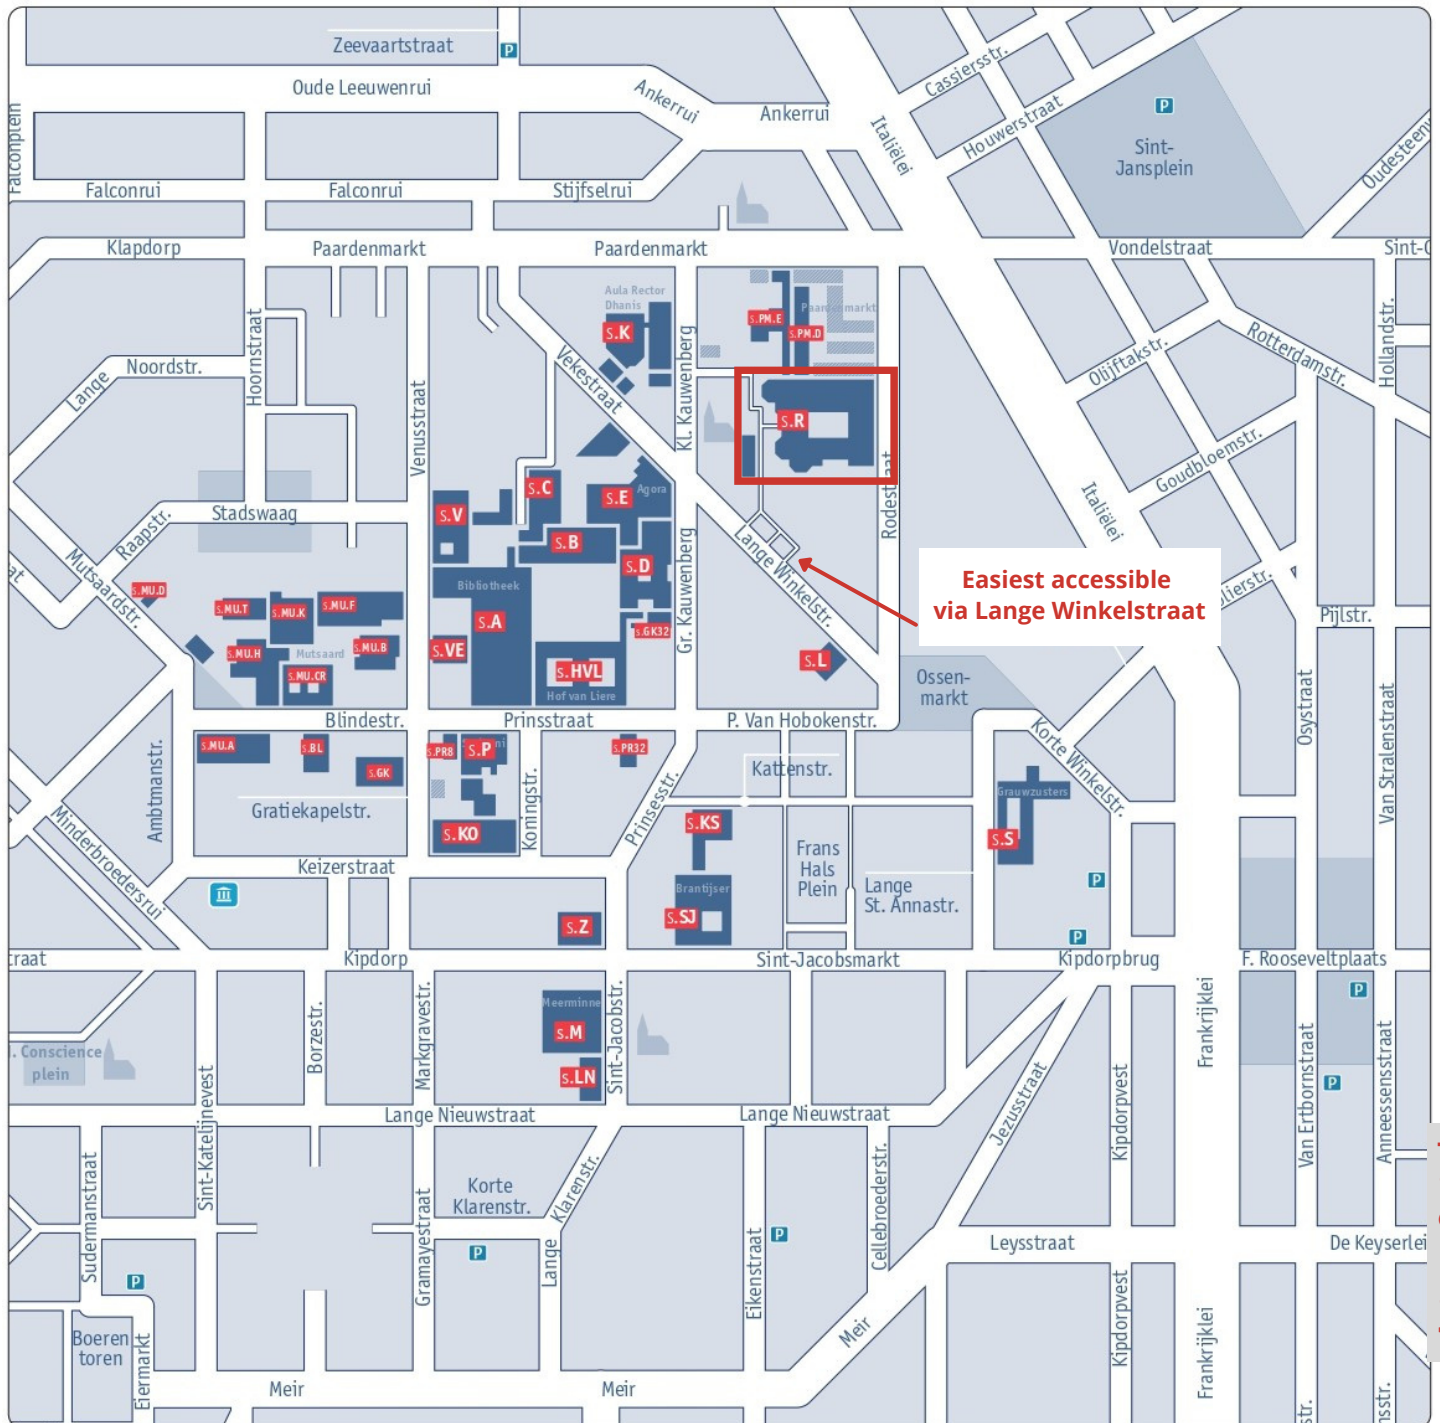 Zeevaartstraat
P
Oude Leeuwenrui
Ankerrui
Ankerrui
Italiëlei
Cassiersstr.
Houwerstraat
P
Sint-
Jansplein
Falconplein
Falconrui
Falconrui
Stijfselrui
Klapdorp
Paardenmarkt
Paardenmarkt
Vondelstraat
Aula Rector
Dhanis
S.K
S.PM.E
S.PM.D
Hoornstraat
Noordstr.
Lange
Venusstraat
Vekestraat
Kl. Kauwenberg
S.R
Rodestraat
Olijftakstr.
Rotterdamstr.
Hollandstr.
Goudbloemstr.
Italiëlei
Stadswaag
Raapstr.
Mutsaardstr.
S.V
S.C
S.E
Agora
S.B
S.D
Bibliotheek
S.A
S.VE
S.HVL
Hof van Liere
S.GK32
Gr. Kauwenberg
Lange Winkelstr.
Easiest accessible
via Lange Winkelstraat
S.L
Ossen-
markt
Pijlstr.
Osystraat
Van Stralenstraat
S.MU.D
S.MU.T
S.MU.K
S.MU.F
S.MU.H
Mutsaard
S.MU.B
S.MU.CR
Blindestr.
Prinsstraat
P. Van Hobokenstr.
Korte Winkelstr.
S.MU.A
S.BL
S.GK
S.PR8
S.P
S.PR32
Kattenstr.
Ambtmanstr.
Gratiekapelstr.
S.KO
Koningstr.
Prinsesstr.
S.KS
Grauwzusters
S.S
Minderbroedersrui
Keizerstraat
Frans
Hals
Plein
Lange
St. Annastr.
P
Brantijser
S.SJ
S.Z
P
Kipdorp
Sint-Jacobsmarkt
Kipdorpbrug
F. Rooseveltplaats
P
Meerminne
S.M
S.LN
Borzestr.
Markgravestr.
Sint-Jacobstr.
Conscience
plein
Frankrijklei
P
Sint-Katelijnevest
Lange Nieuwstraat
Lange Nieuwstraat
Jezusstraat
Kipdorpvest
Van Ertbornstraat
Anneessensstraat
Sudermanstraat
Korte
Klarenstr.
Lange
Klarenstr.
Cellebroederstr.
Gramayestraat
P
Eikenstraat
P
Leysstraat
P
Boeren
toren
Eiermarkt
Meir
Meir
Meir
Kipdorpvest
Frankrijklei